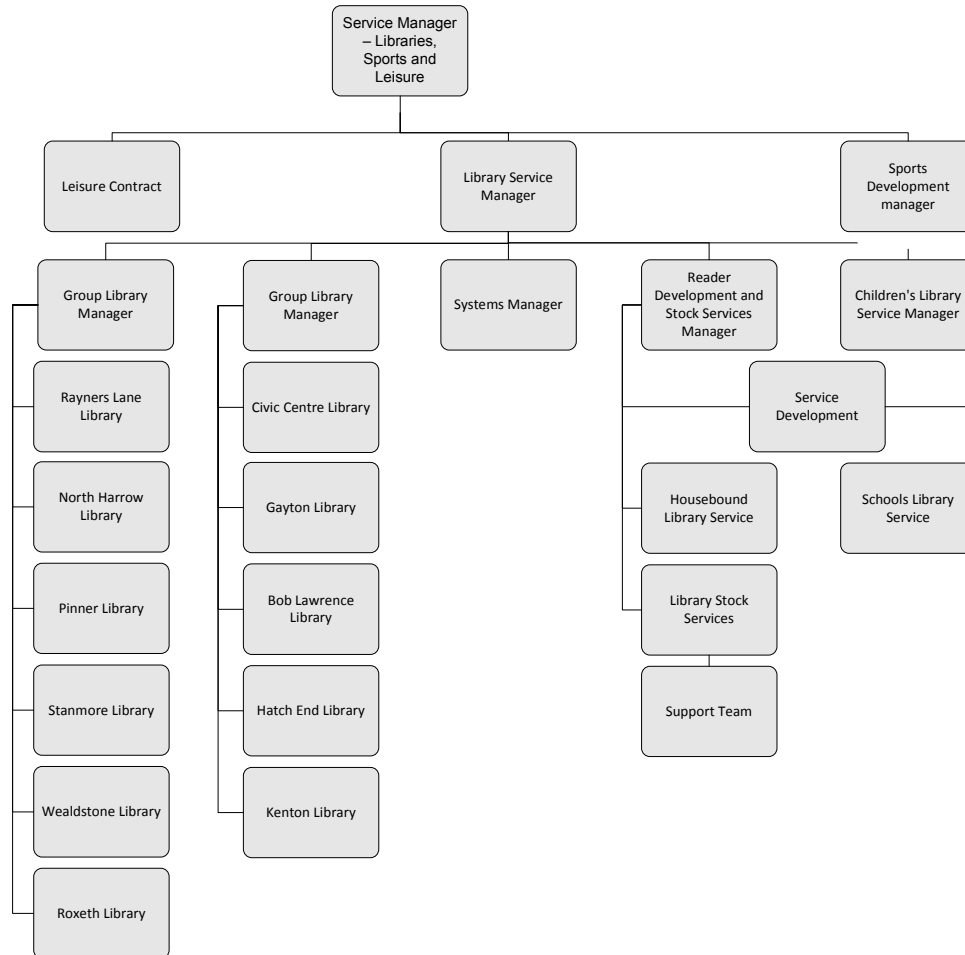 Service Manager
– Libraries,
Sports and
Leisure
Leisure Contract
Library Service
Manager
Sports
Development
manager
Group Library
Manager
Group Library
Manager
Systems Manager
Reader
Development and
Stock Services
Manager
Children's Library
Service Manager
Rayners Lane
Library
Civic Centre Library
Service
Development
North Harrow
Library
Gayton Library
Housebound
Library Service
Schools Library
Service
Pinner Library
Bob Lawrence
Library
Library Stock
Services
Stanmore Library
Hatch End Library
Support Team
Wealdstone Library
Kenton Library
Roxeth Library